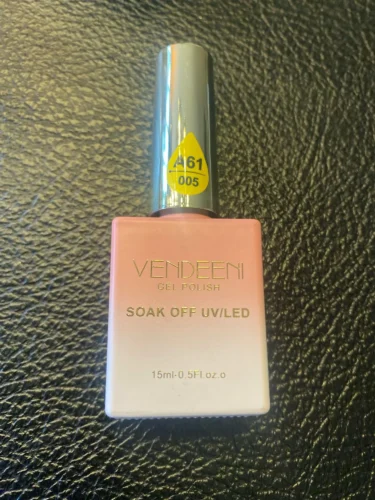 A61
005
VENDEENI
GEL POLISH
SOAK OFF UV/LED
15ml-0.5Fl.oz.o